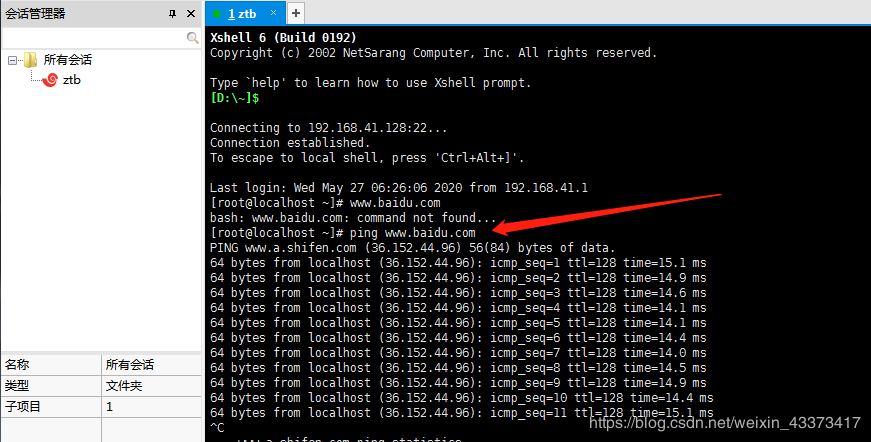 会话管理器
所有会话
ztb
名称 所有会话
类型 文件夹
子项目 1
1 ztb
Xshell 6 (Build 0192)
Copyright (c) 2002 NetSarang Computer, Inc. All rights reserved.
Type `help' to learn how to use Xshell prompt.
[D:\~]$
Connecting to 192.168.41.128:22...
Connection established.
To escape to local shell, press 'Ctrl+Alt+]'.
Last login: Wed May 27 06:26:06 2020 from 192.168.41.1
[root@localhost ~]# www.baidu.com
bash: www.baidu.com: command not found...
[root@localhost ~]# ping www.baidu.com
PING www.a.shifen.com (36.152.44.96) 56(84) bytes of data.
64 bytes from localhost (36.152.44.96): icmp_seq=1 ttl=128 time=15.1 ms
64 bytes from localhost (36.152.44.96): icmp_seq=2 ttl=128 time=14.9 ms
64 bytes from localhost (36.152.44.96): icmp_seq=3 ttl=128 time=14.6 ms
64 bytes from localhost (36.152.44.96): icmp_seq=4 ttl=128 time=14.1 ms
64 bytes from localhost (36.152.44.96): icmp_seq=5 ttl=128 time=14.1 ms
64 bytes from localhost (36.152.44.96): icmp_seq=6 ttl=128 time=14.4 ms
64 bytes from localhost (36.152.44.96): icmp_seq=7 ttl=128 time=14.0 ms
64 bytes from localhost (36.152.44.96): icmp_seq=8 ttl=128 time=14.5 ms
64 bytes from localhost (36.152.44.96): icmp_seq=9 ttl=128 time=14.9 ms
64 bytes from localhost (36.152.44.96): icmp_seq=10 ttl=128 time=14.4 ms
64 bytes from localhost (36.152.44.96): icmp_seq=11 ttl=128 time=15.1 ms
^C
a.shifen.com ping statistics
https://blog.csdn.net/weixin_43373417